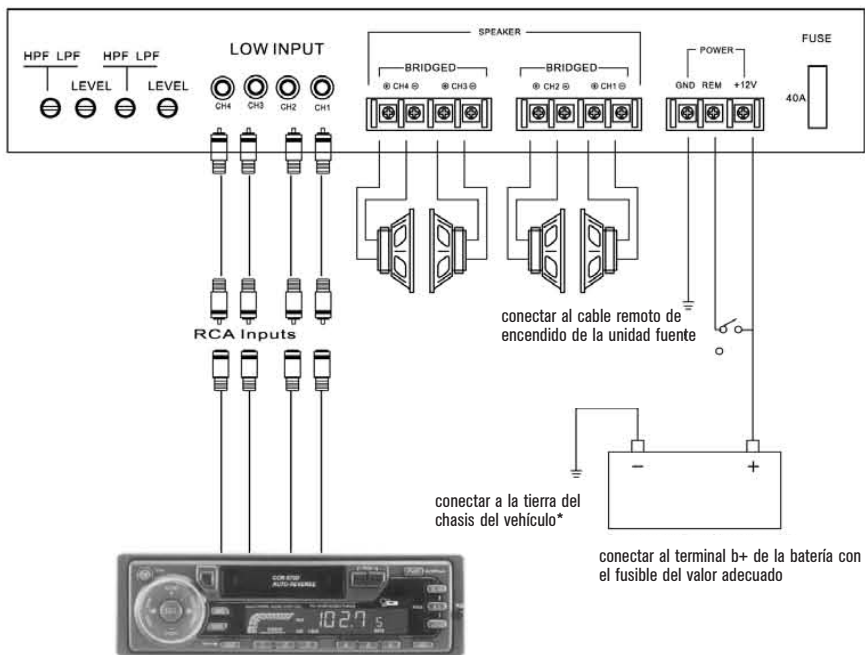 SPEAKER
FUSE
HPF LPF HPF LPF
LOW INPUT
BRIDGED BRIDGED
POWER
LEVEL LEVEL
⊕ CH4 ⊖ ⊕ CH3 ⊖ ⊕ CH2 ⊖ ⊕ CH1 ⊖
GND REM +12V
CH4 CH3 CH2 CH1
40A
conectar al cable remoto de
encendido de la unidad fuente
RCA Inputs
− +
conectar a la tierra del
chasis del vehículo*
conectar al terminal b+ de la batería con
el fusible del valor adecuado
AUTO-REVERSE
102.7 5